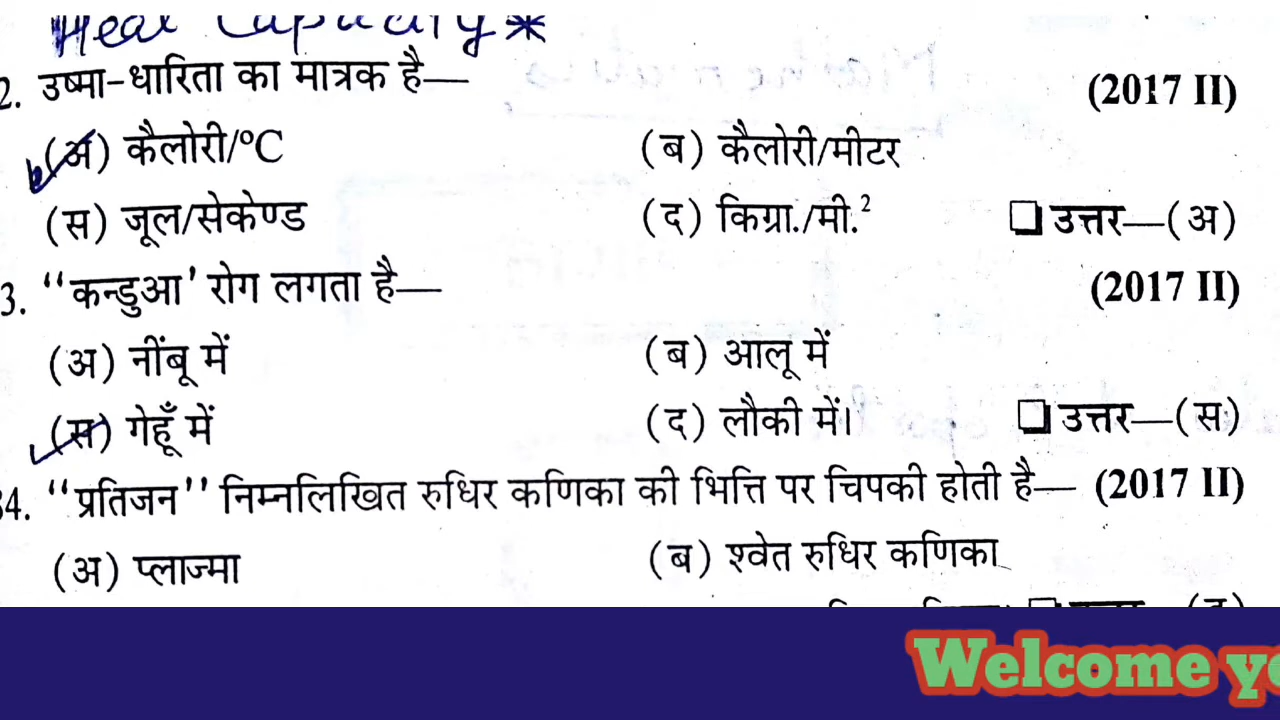 Heat Capacity *
2. उष्मा-धारिता का मात्रक है— (2017 II)
(अ) कैलोरी/°C (ब) कैलोरी/मीटर
(स) जूल/सेकेण्ड (द) किग्रा./मी.² ❑ उत्तर—(अ)
3. “कन्डुआ’ रोग लगता है— (2017 II)
(अ) नींबू में (ब) आलू में
(स) गेहूँ में (द) लौकी में। ❑ उत्तर—(स)
34. “प्रतिजन” निम्नलिखित रुधिर कणिका की भित्ति पर चिपकी होती है— (2017 II)
(अ) प्लाज्मा (ब) श्वेत रुधिर कणिका
Welcome